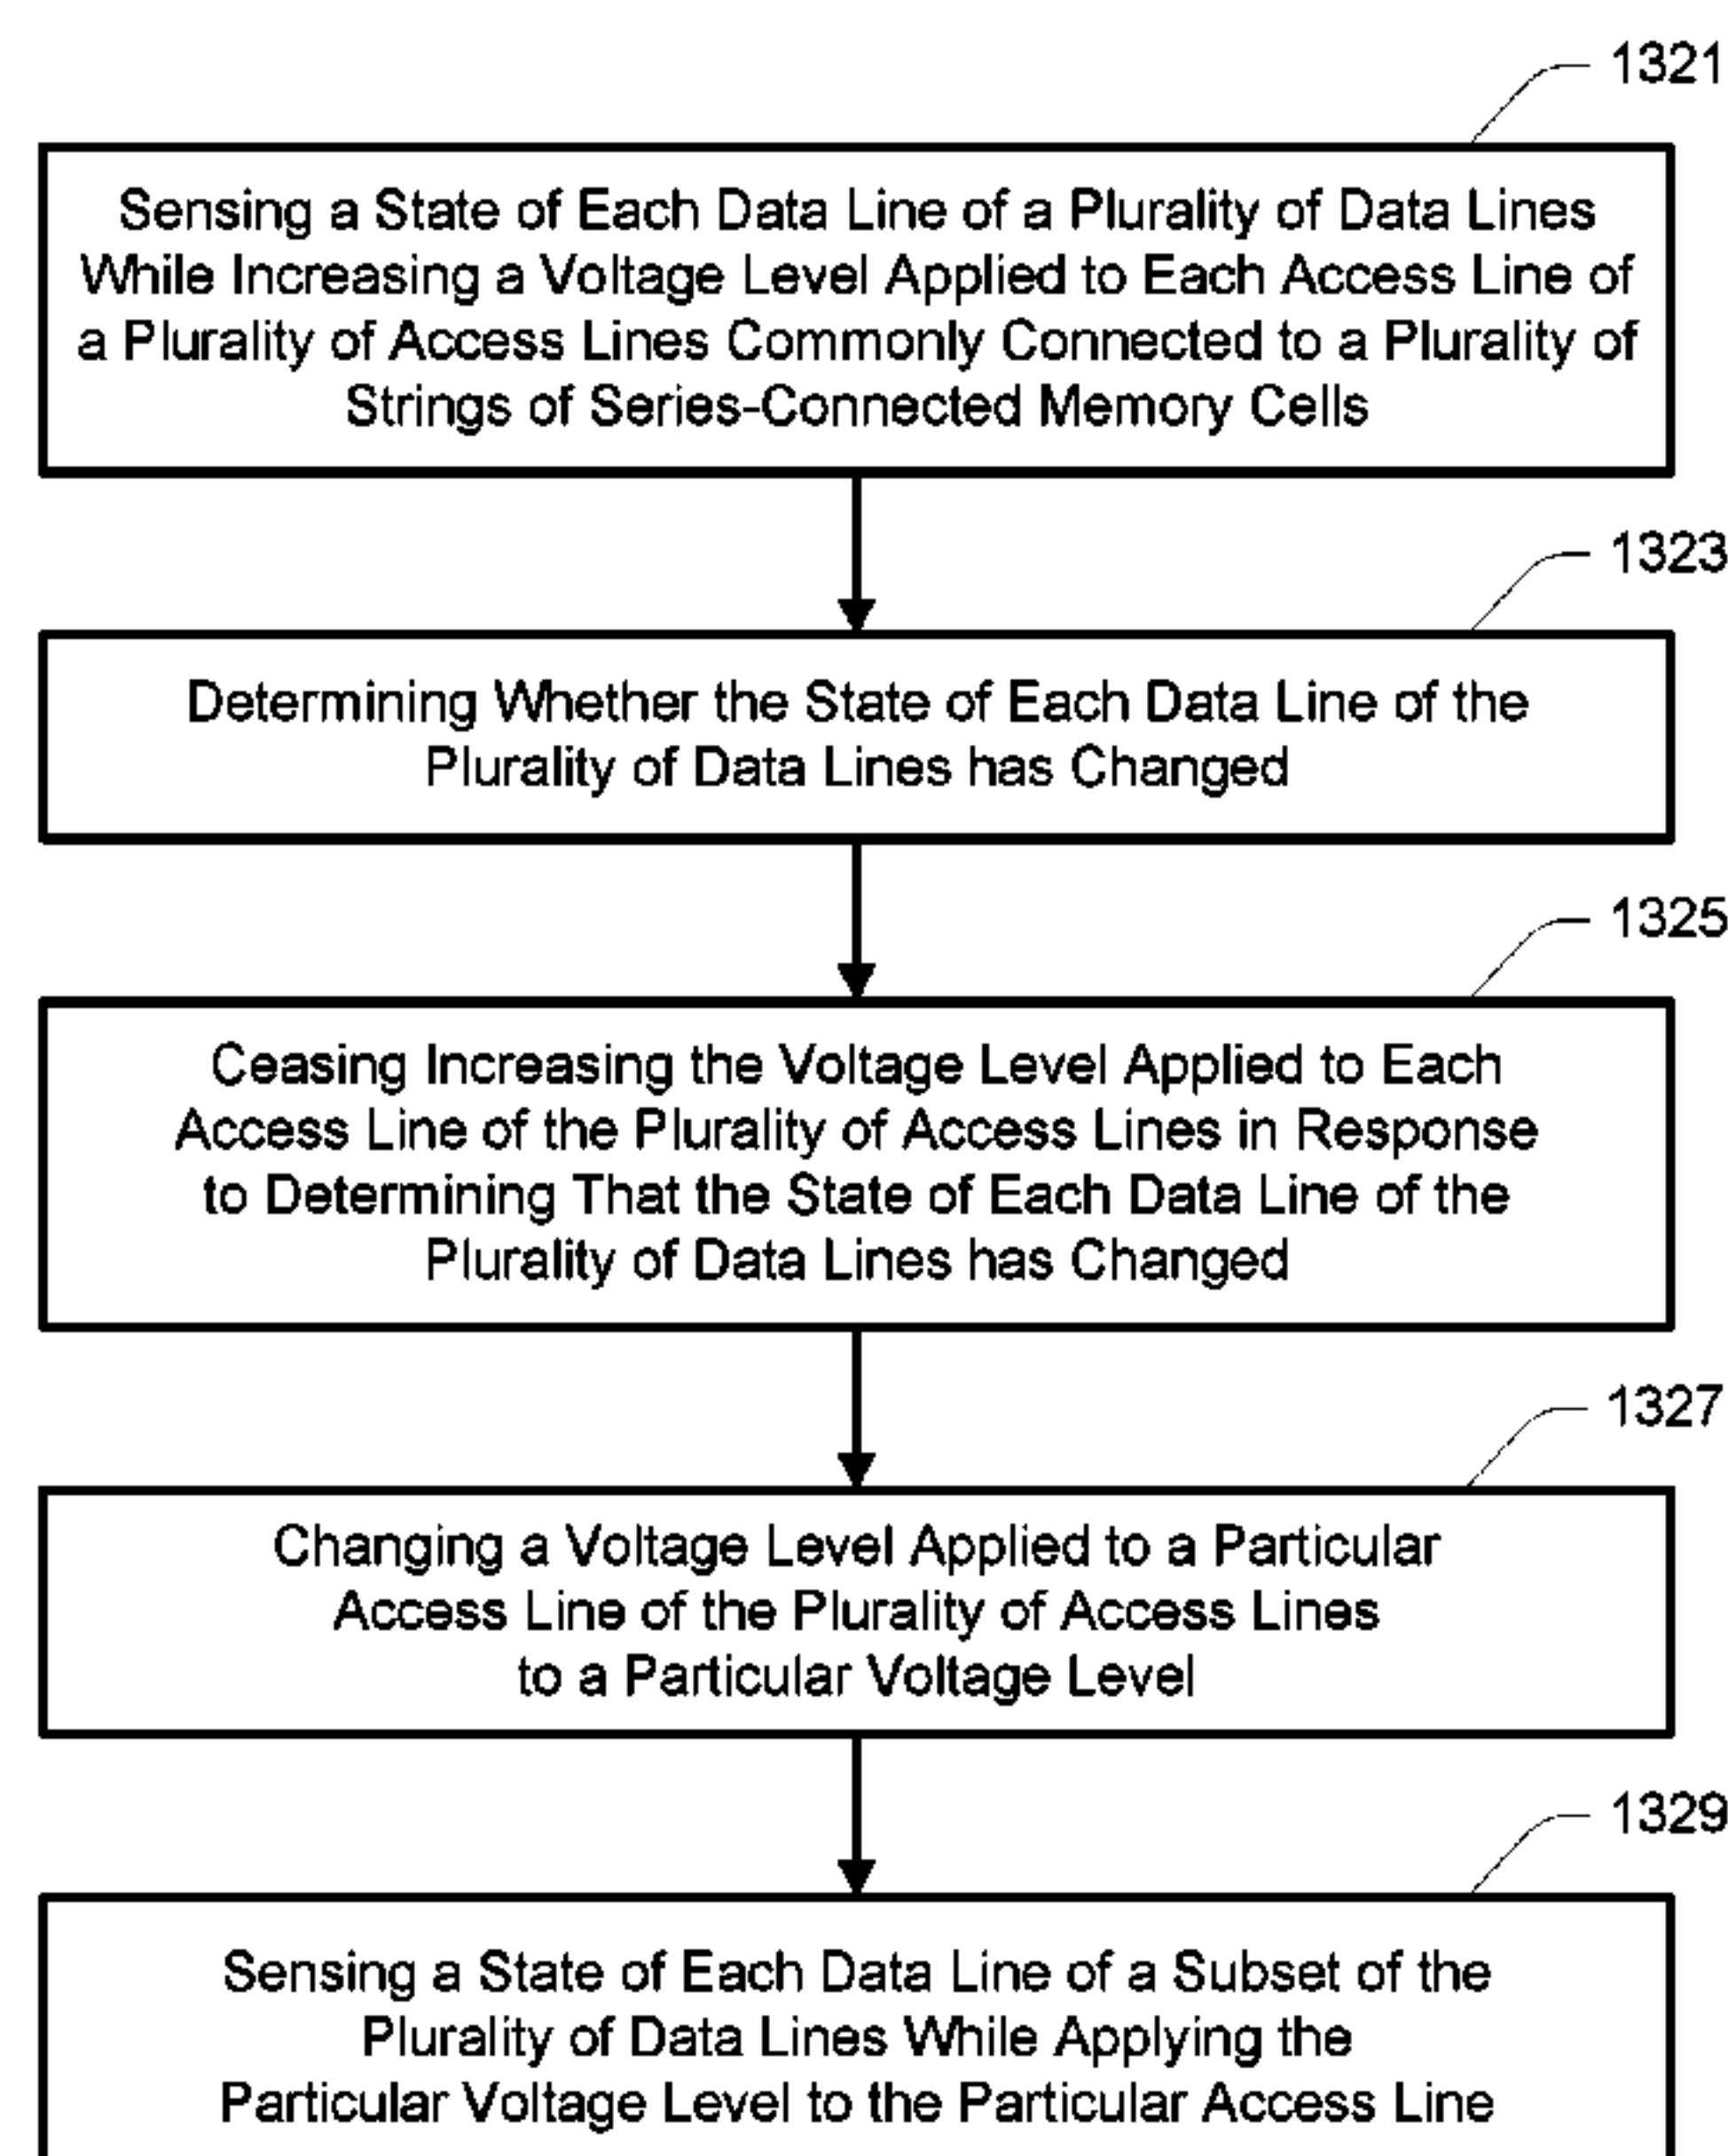 1321
Sensing a State of Each Data Line of a Plurality of Data Lines
While Increasing a Voltage Level Applied to Each Access Line of
a Plurality of Access Lines Commonly Connected to a Plurality of
Strings of Series-Connected Memory Cells
1323
Determining Whether the State of Each Data Line of the
Plurality of Data Lines has Changed
1325
Ceasing Increasing the Voltage Level Applied to Each
Access Line of the Plurality of Access Lines in Response
to Determining That the State of Each Data Line of the
Plurality of Data Lines has Changed
1327
Changing a Voltage Level Applied to a Particular
Access Line of the Plurality of Access Lines
to a Particular Voltage Level
1329
Sensing a State of Each Data Line of a Subset of the
Plurality of Data Lines While Applying the
Particular Voltage Level to the Particular Access Line